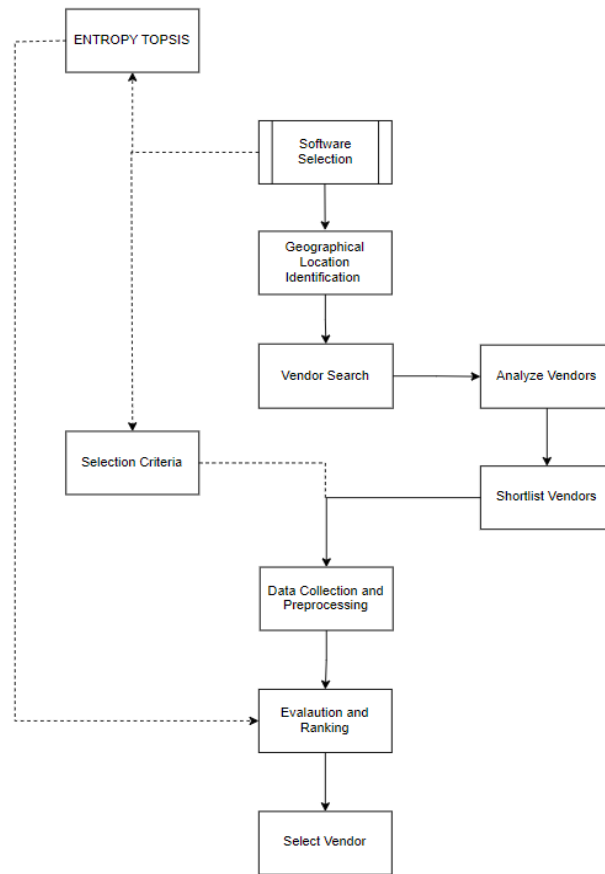 ENTROPY TOPSIS
Software
Selection
Geographical
Location
Identification
Vendor Search
Analyze Vendors
Selection Criteria
Shortlist Vendors
Data Collection and
Preprocessing
Evalaution and
Ranking
Select Vendor